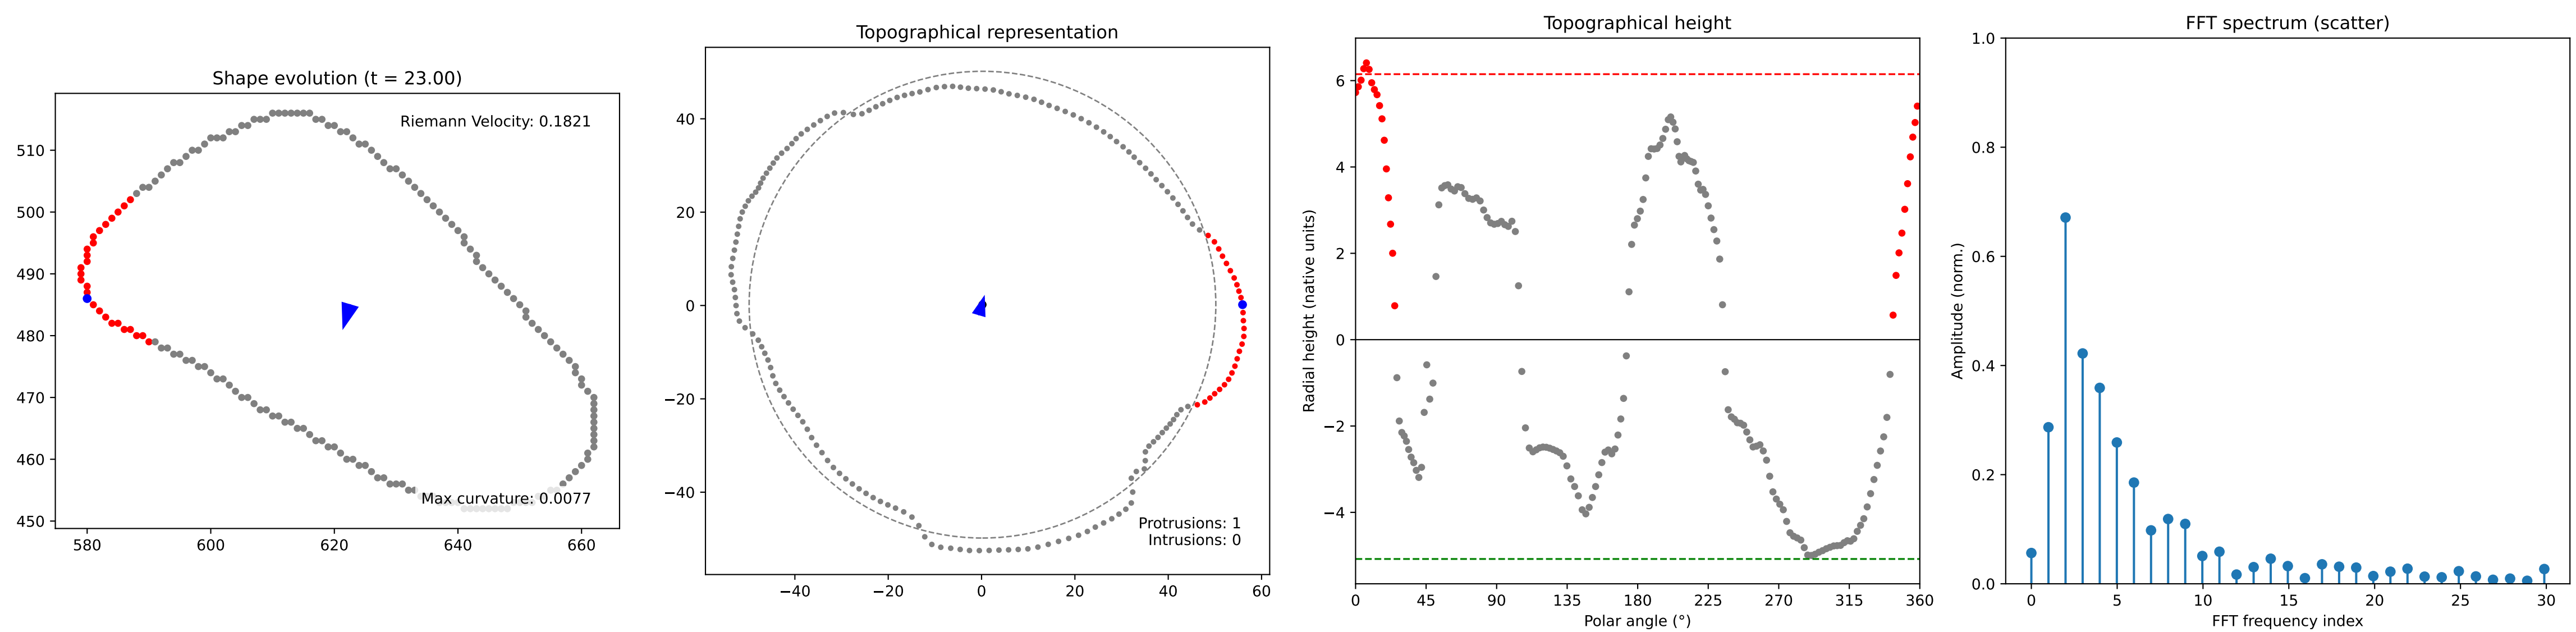 Shape evolution (t = 23.00)
Riemann Velocity: 0.1821
510
500
490
480
470
460
450
Max curvature: 0.0077
580 600 620 640 660
Topographical representation
40
20
0
−20
−40
Protrusions: 1
Intrusions: 0
−40 −20 0 20 40 60
Topographical height
Radial height (native units)
6
4
2
0
−2
−4
0 45 90 135 180 225 270 315 360
Polar angle (°)
FFT spectrum (scatter)
Amplitude (norm.)
1.0
0.8
0.6
0.4
0.2
0.0
0 5 10 15 20 25 30
FFT frequency index